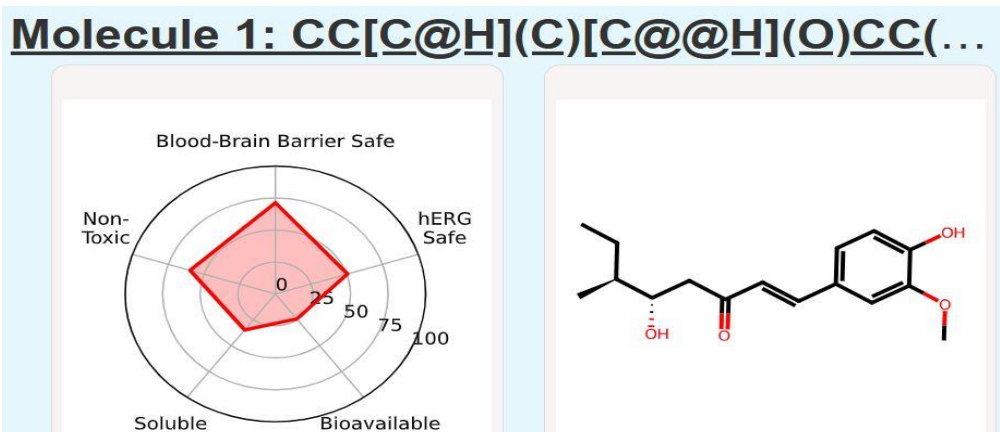 Molecule 1: CC[C@H](C)[C@@H](O)CC(...
Blood-Brain Barrier Safe
Non-
Toxic
hERG
Safe
0
25
50
75
100
Soluble
Bioavailable
OH
O
OH
O